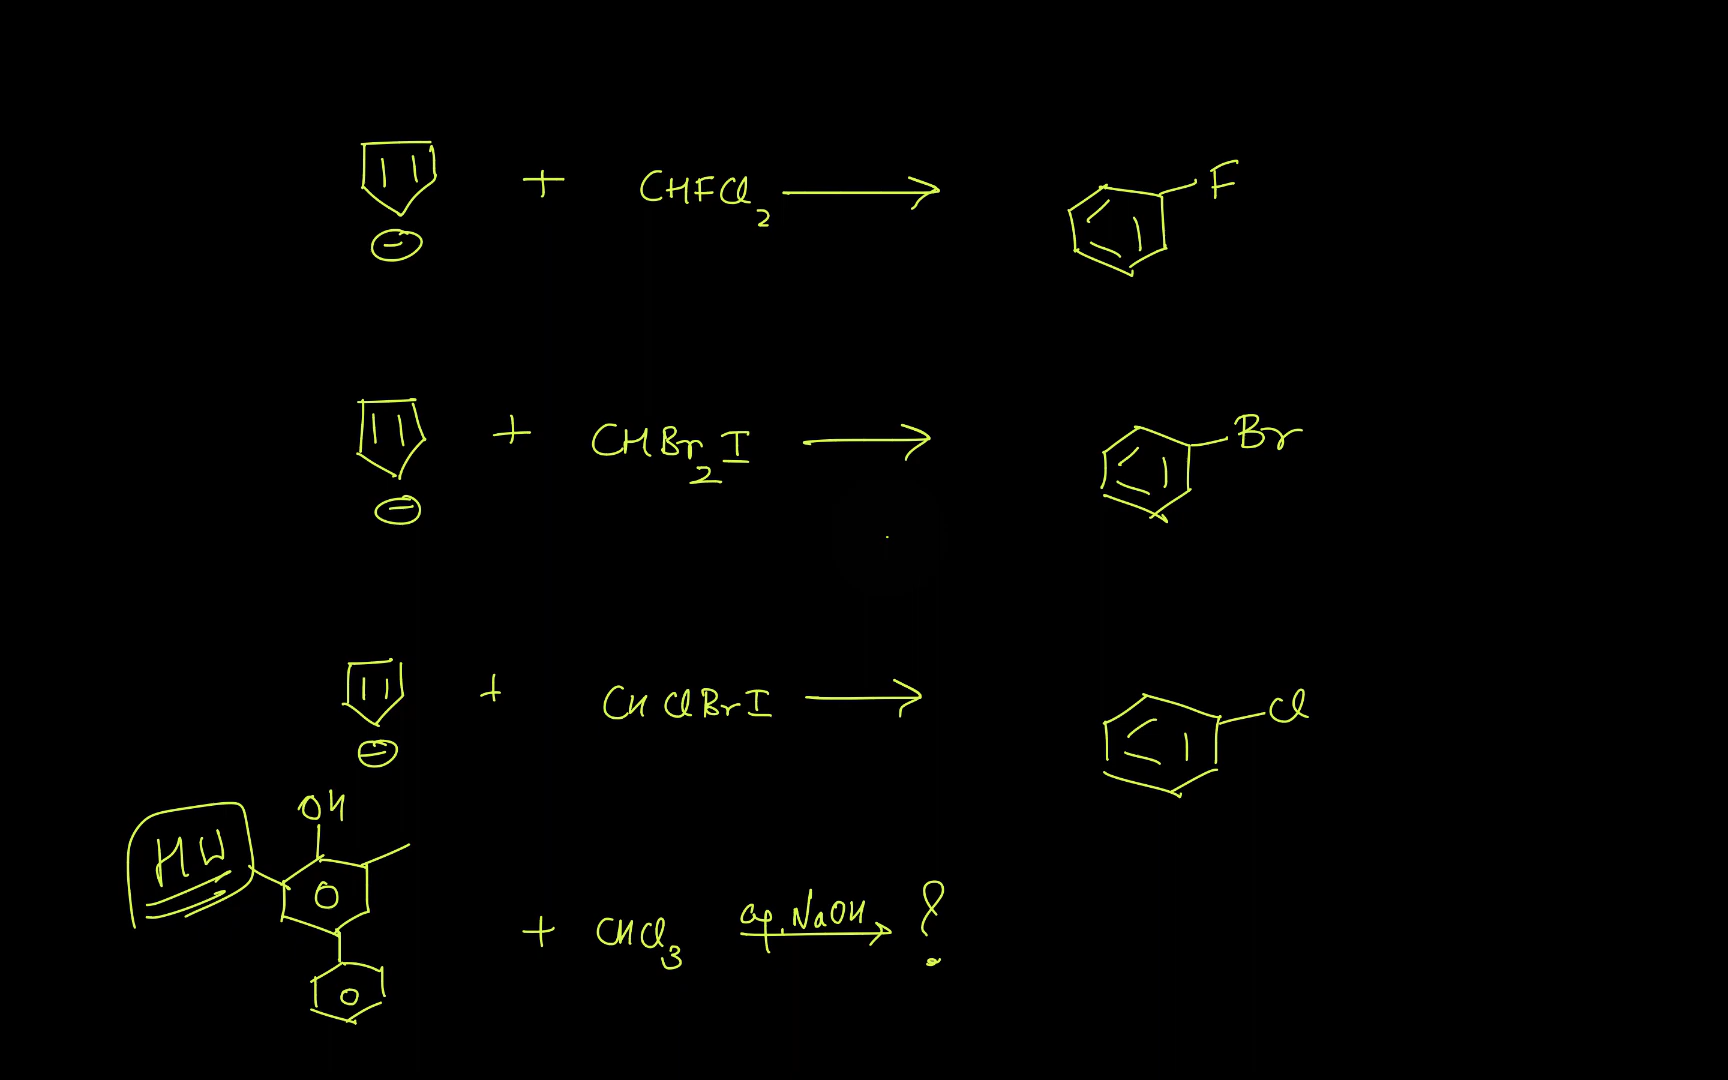 + CHFCl2 ⟶ F
⊖
+ CHBr2I ⟶ Br
⊖
+ CHClBrI ⟶ Cl
⊖
OH
HW
+ CHCl3 aq. NaOH ⟶ ?